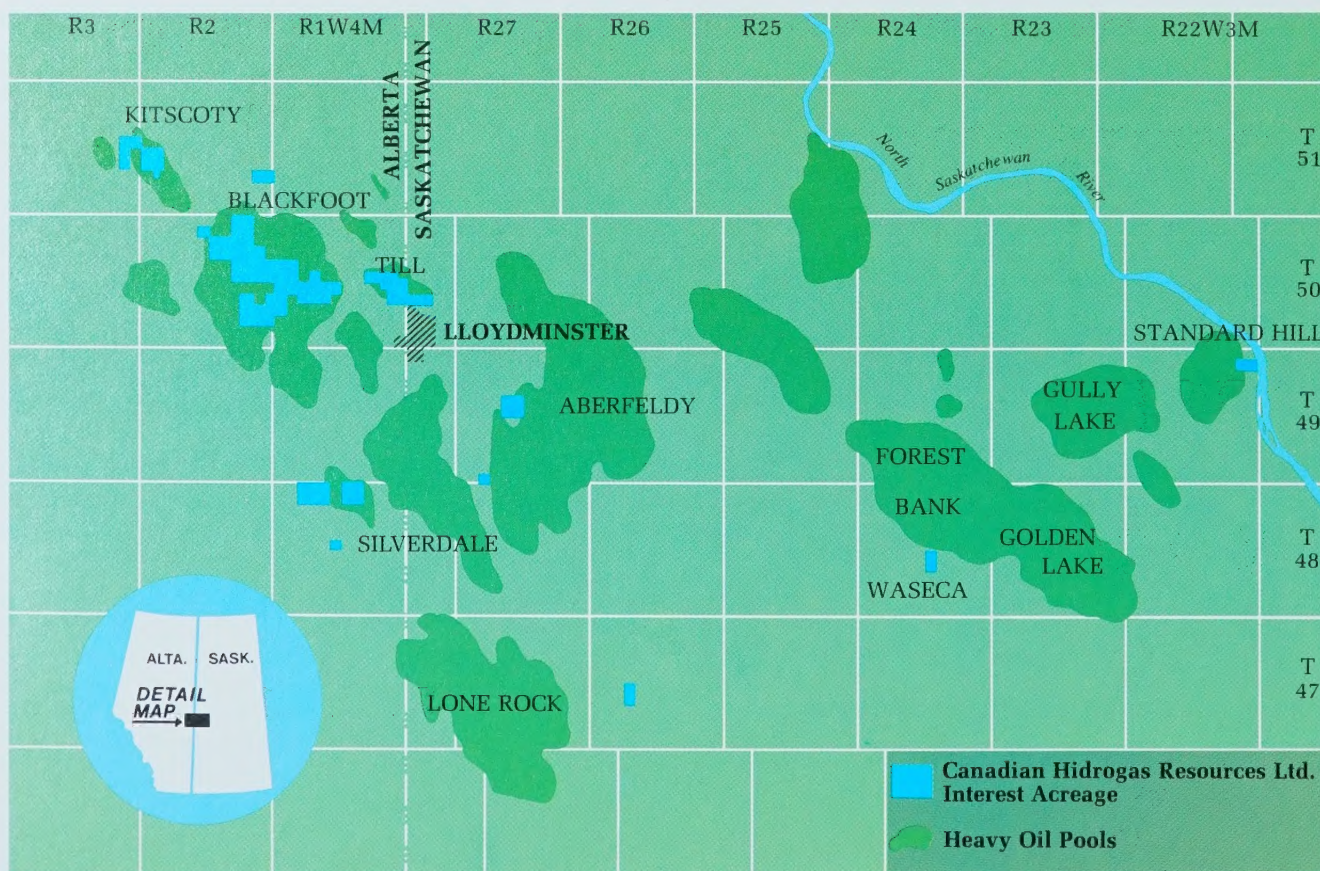 R3 R2 R1W4M R27 R26 R25 R24 R23 R22W3M
ALBERTA
SASKATCHEWAN
KITSCOTY
North
Saskatchewan
River
T
51
BLACKFOOT
TILL
T
50
LLOYDMINSTER
STANDARD HILL
ABERFELDY
GULLY
LAKE
T
49
FOREST
BANK
SILVERDALE
GOLDEN
LAKE
T
48
WASECA
ALTA. SASK.
DETAIL
MAP
LONE ROCK
T
47
Canadian Hidrogas Resources Ltd.
Interest Acreage
Heavy Oil Pools